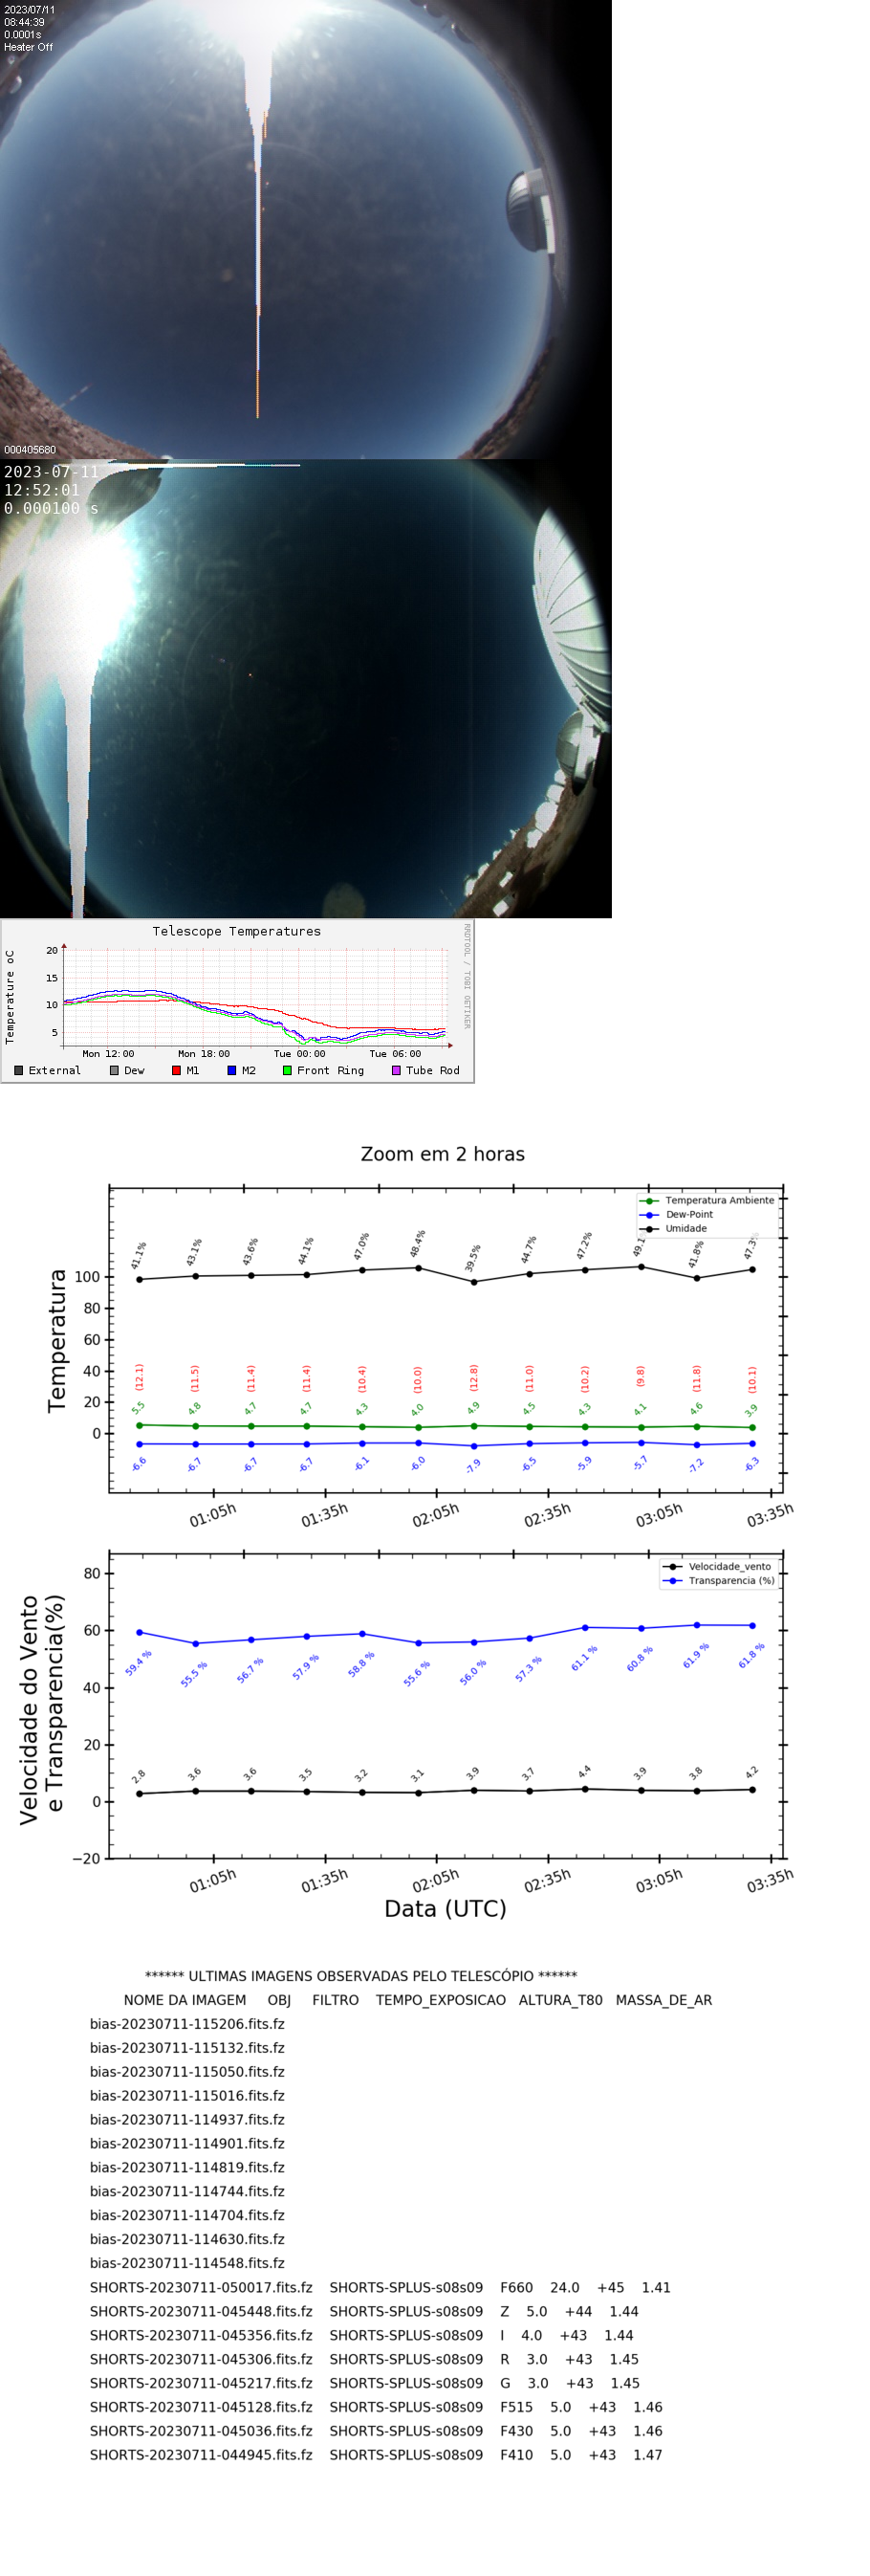 2023/07/11
08:44:39
0.0001s
Heater Off
000405680
2023-07-11
12:52:01
0.000100 s
Telescope Temperatures
RRDTOOL / TOBI OETIKER
Temperature oC
20
15
10
5
Mon 12:00 Mon 18:00 Tue 00:00 Tue 06:00
External Dew M1 M2 Front Ring Tube Rod
Zoom em 2 horas
Temperatura Ambiente
Dew-Point
Umidade
Temperatura
100
80
60
40
20
0
41.1% 43.1% 43.6% 44.1% 47.0% 48.4% 39.5% 44.7% 47.2% 49.1 41.8% 47.3%
(12.1) (11.5) (11.4) (11.4) (10.4) (10.0) (12.8) (11.0) (10.2) (9.8) (11.8) (10.1)
5.5 4.8 4.7 4.7 4.3 4.0 4.9 4.5 4.3 4.1 4.6 3.9
-6.6 -6.7 -6.7 -6.7 -6.1 -6.0 -7.9 -6.5 -5.9 -5.7 -7.2 -6.3
01:05h 01:35h 02:05h 02:35h 03:05h 03:35h
Velocidade_vento
Transparencia (%)
Velocidade do Vento
e Transparencia(%)
80
60
40
20
0
−20
59.4 % 55.5 % 56.7 % 57.9 % 58.8 % 55.6 % 56.0 % 57.3 % 61.1 % 60.8 % 61.9 % 61.8 %
2.8 3.6 3.6 3.5 3.2 3.1 3.9 3.7 4.4 3.9 3.8 4.2
01:05h 01:35h 02:05h 02:35h 03:05h 03:35h
Data (UTC)
****** ULTIMAS IMAGENS OBSERVADAS PELO TELESCÓPIO ******
NOME DA IMAGEM OBJ FILTRO TEMPO_EXPOSICAO ALTURA_T80 MASSA_DE_AR
bias-20230711-115206.fits.fz
bias-20230711-115132.fits.fz
bias-20230711-115050.fits.fz
bias-20230711-115016.fits.fz
bias-20230711-114937.fits.fz
bias-20230711-114901.fits.fz
bias-20230711-114819.fits.fz
bias-20230711-114744.fits.fz
bias-20230711-114704.fits.fz
bias-20230711-114630.fits.fz
bias-20230711-114548.fits.fz
SHORTS-20230711-050017.fits.fz SHORTS-SPLUS-s08s09 F660 24.0 +45 1.41
SHORTS-20230711-045448.fits.fz SHORTS-SPLUS-s08s09 Z 5.0 +44 1.44
SHORTS-20230711-045356.fits.fz SHORTS-SPLUS-s08s09 I 4.0 +43 1.44
SHORTS-20230711-045306.fits.fz SHORTS-SPLUS-s08s09 R 3.0 +43 1.45
SHORTS-20230711-045217.fits.fz SHORTS-SPLUS-s08s09 G 3.0 +43 1.45
SHORTS-20230711-045128.fits.fz SHORTS-SPLUS-s08s09 F515 5.0 +43 1.46
SHORTS-20230711-045036.fits.fz SHORTS-SPLUS-s08s09 F430 5.0 +43 1.46
SHORTS-20230711-044945.fits.fz SHORTS-SPLUS-s08s09 F410 5.0 +43 1.47